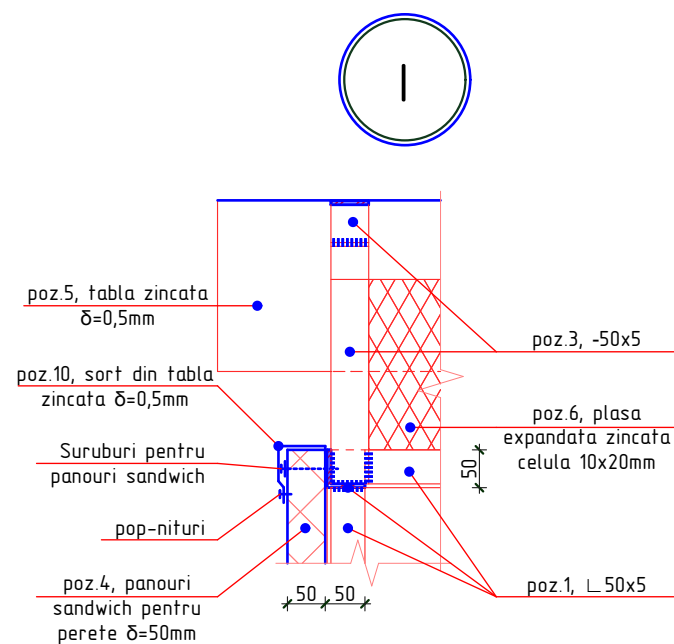 I
poz.5, tabla zincata
δ=0,5mm
poz.10, sort din tabla
zincata δ=0,5mm
Suruburi pentru
panouri sandwich
pop-nituri
poz.4, panouri
sandwich pentru
perete δ=50mm
poz.3, -50x5
poz.6, plasa
expandata zincata
celula 10x20mm
50
poz.1, ∟50x5
50 50